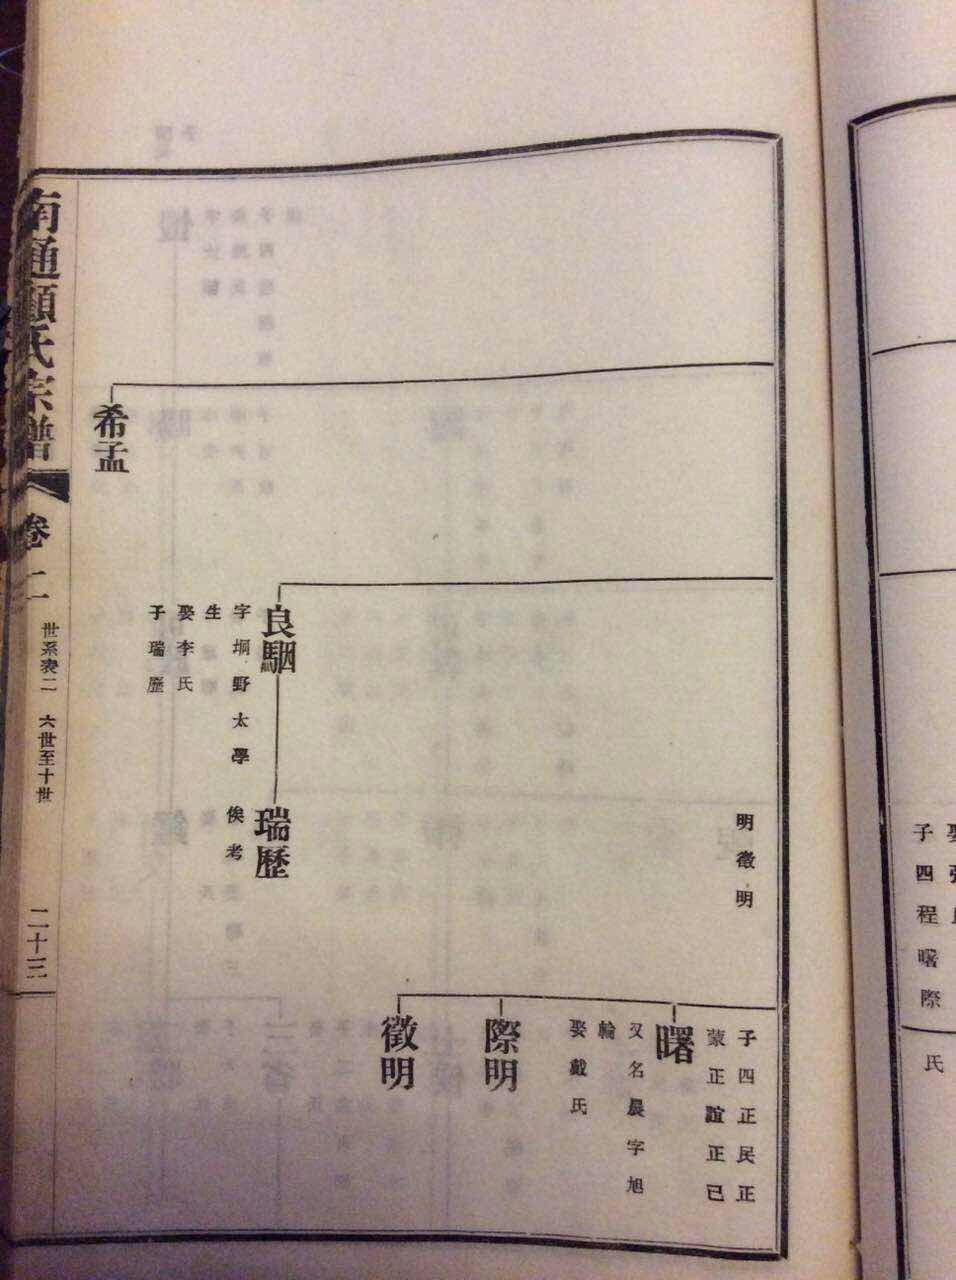 子四程曙際
氏
明徵明
子四正民正
蒙正誼正已
曙
又名晨字旭
輪
娶戴氏
際明
徵明
良駰
字坰野太學
生
娶李氏
子瑞歷
瑞歷
俟考
希孟
南通顧氏宗譜
卷二
世系表二 六世至十世
二十三